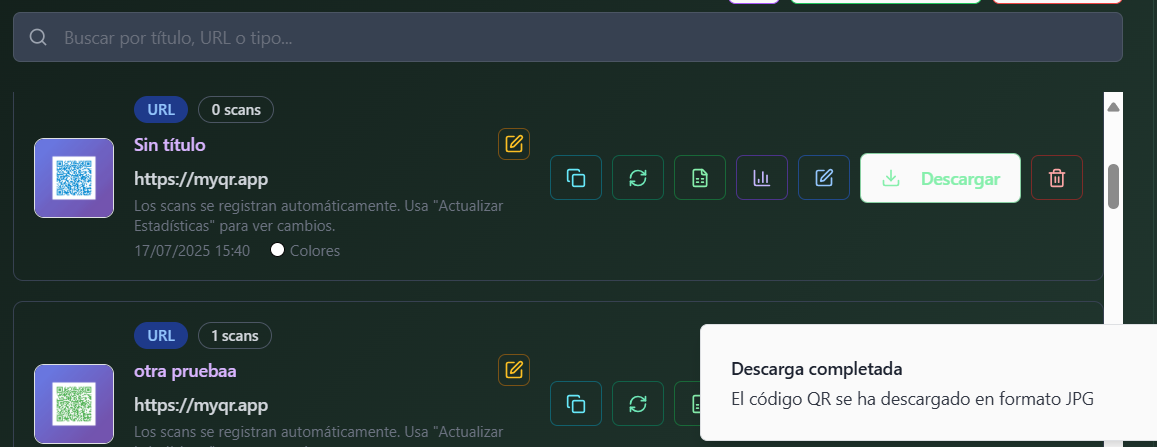 Buscar por título, URL o tipo...
URL 0 scans
Sin título
https://myqr.app
Los scans se registran automáticamente. Usa "Actualizar
Estadísticas" para ver cambios.
17/07/2025 15:40 Colores
Descargar
URL 1 scans
otra pruebaa
https://myqr.app
Los scans se registran automáticamente. Usa "Actualizar
Descarga completada
El código QR se ha descargado en formato JPG